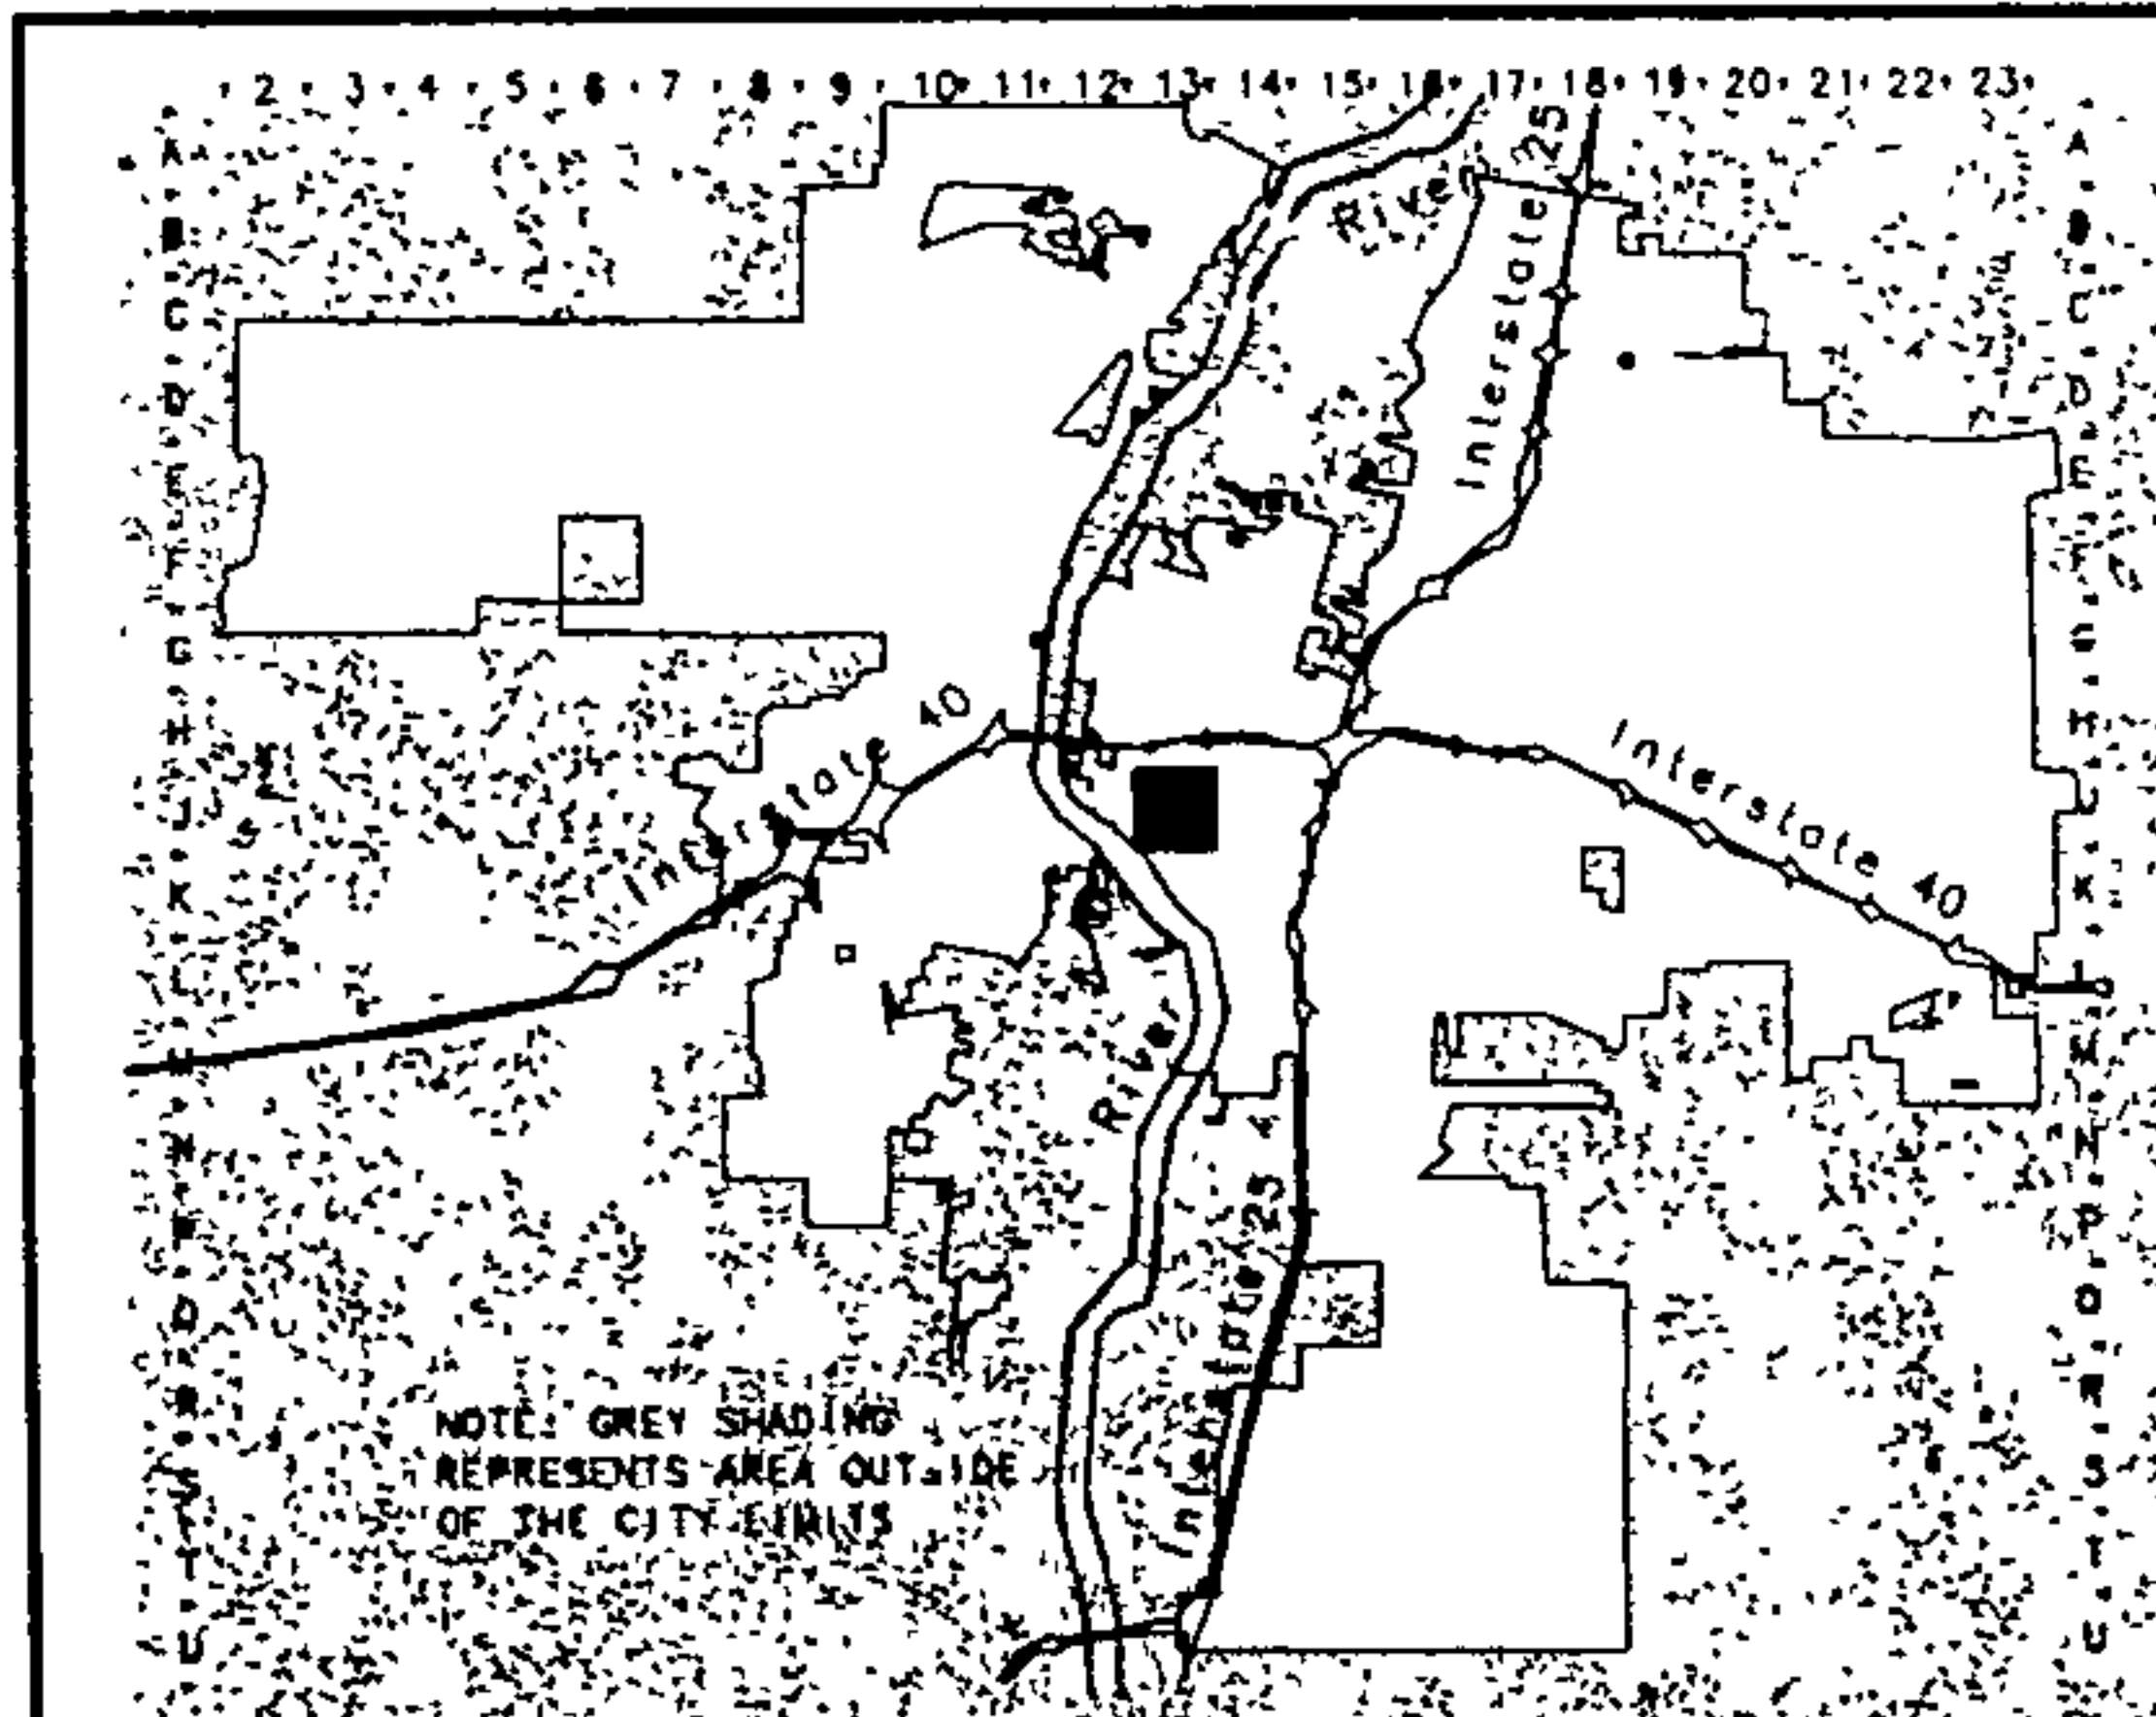 2 3 4 5 6 7 8 9 10 11 12 13 14 15 16 17 18 19 20 21 22 23
A A
B B
C C
D D
E E
F F
G G
H H
J J
K K
L L
M M
N N
P P
Q Q
R R
S S
T T
U U
River
Interstate 25
Interstate 40
Interstate 40
River
Interstate 25
NOTE: GREY SHADING
REPRESENTS AREA OUTSIDE
OF THE CITY LIMITS